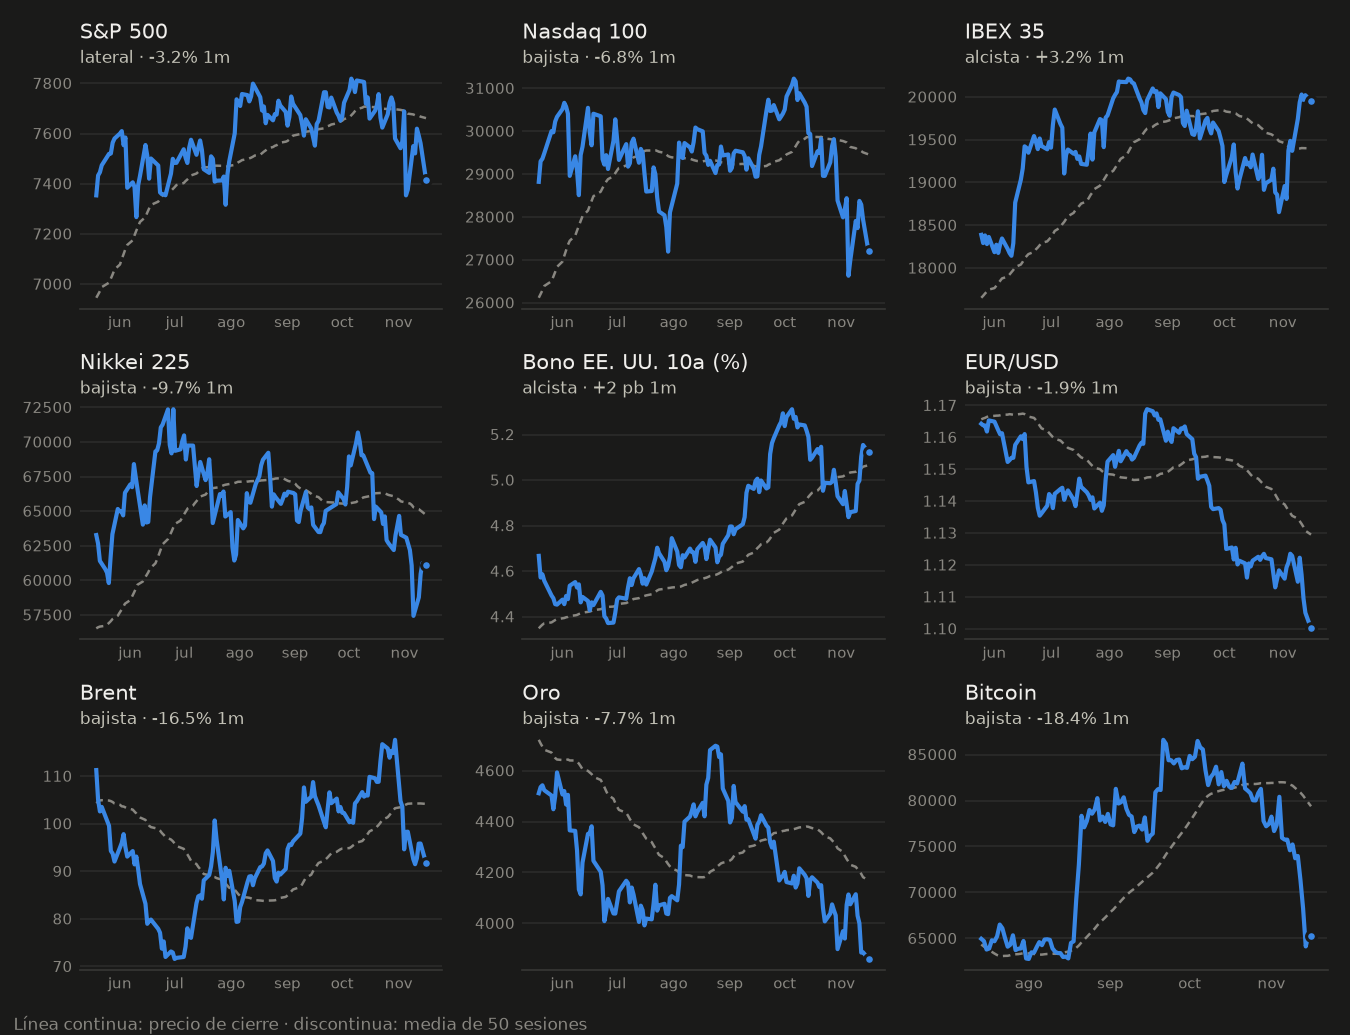 S&P 500
lateral · -3.2% 1m
7800
7600
7400
7200
7000
jun jul ago sep oct nov
Nasdaq 100
bajista · -6.8% 1m
31000
30000
29000
28000
27000
26000
jun jul ago sep oct nov
IBEX 35
alcista · +3.2% 1m
20000
19500
19000
18500
18000
jun jul ago sep oct nov
Nikkei 225
bajista · -9.7% 1m
72500
70000
67500
65000
62500
60000
57500
jun jul ago sep oct nov
Bono EE. UU. 10a (%)
alcista · +2 pb 1m
5.2
5.0
4.8
4.6
4.4
jun jul ago sep oct nov
EUR/USD
bajista · -1.9% 1m
1.17
1.16
1.15
1.14
1.13
1.12
1.11
1.10
jun jul ago sep oct nov
Brent
bajista · -16.5% 1m
110
100
90
80
70
jun jul ago sep oct nov
Oro
bajista · -7.7% 1m
4600
4400
4200
4000
jun jul ago sep oct nov
Bitcoin
bajista · -18.4% 1m
85000
80000
75000
70000
65000
ago sep oct nov
Línea continua: precio de cierre · discontinua: media de 50 sesiones